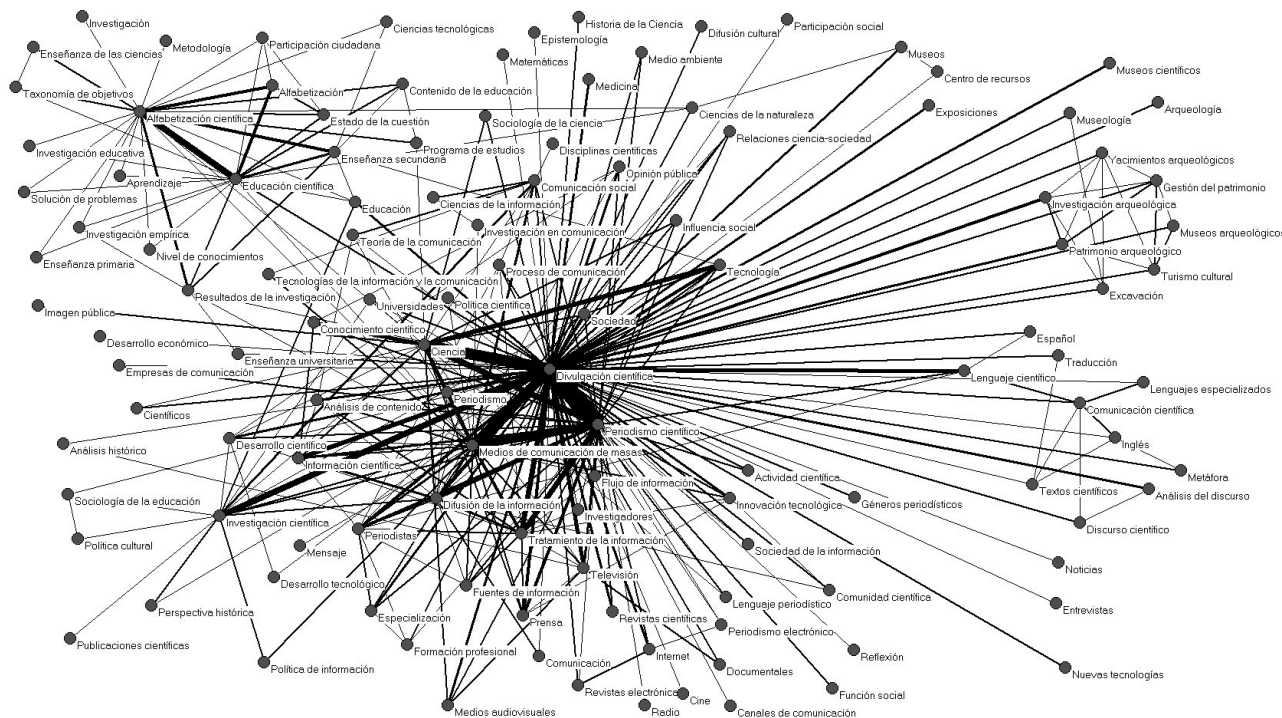 Investigación
Historia de la Ciencia
Participación social
Ciencias tecnológicas
Difusión cultural
Epistemología
Enseñanza de las ciencias
Metodología
Participación ciudadana
Museos
Medio ambiente
Matemáticas
Museos científicos
Centro de recursos
Taxonomía de objetivos
Alfabetización
Contenido de la educación
Medicina
Alfabetización científica
Estado de la cuestión
Ciencias de la naturaleza
Exposiciones
Arqueología
Sociología de la ciencia
Museología
Relaciones ciencia-sociedad
Investigación educativa
Enseñanza secundaria
Programa de estudios
Disciplinas científicas
Yacimientos arqueológicos
Aprendizaje
Educación científica
Opinión pública
Comunicación social
Gestión del patrimonio
Solución de problemas
Educación
Ciencias de la información
Investigación arqueológica
Investigación empírica
Investigación en comunicación
Influencia social
Museos arqueológicos
Teoría de la comunicación
Nivel de conocimientos
Patrimonio arqueológico
Enseñanza primaria
Proceso de comunicación
Tecnología
Turismo cultural
Tecnologías de la información y la comunicación
Resultados de la investigación
Excavación
Universidades
Política científica
Imagen pública
Sociedad
Conocimiento científico
Español
Desarrollo económico
Ciencia
Enseñanza universitaria
Traducción
Empresas de comunicación
Divulgación científica
Lenguaje científico
Lenguajes especializados
Periodismo
Análisis de contenido
Científicos
Comunicación científica
Periodismo científico
Desarrollo científico
Inglés
Análisis histórico
Medios de comunicación de masas
Información científica
Actividad científica
Metáfora
Flujo de información
Textos científicos
Análisis del discurso
Sociología de la educación
Difusión de la información
Innovación tecnológica
Géneros periodísticos
Investigación científica
Investigadores
Discurso científico
Política cultural
Periodistas
Tratamiento de la información
Mensaje
Sociedad de la información
Noticias
Desarrollo tecnológico
Televisión
Fuentes de información
Comunidad científica
Lenguaje periodístico
Entrevistas
Perspectiva histórica
Especialización
Prensa
Revistas científicas
Periodismo electrónico
Publicaciones científicas
Formación profesional
Internet
Reflexión
Política de información
Comunicación
Documentales
Nuevas tecnologías
Revistas electrónicas
Cine
Función social
Medios audiovisuales
Radio
Canales de comunicación